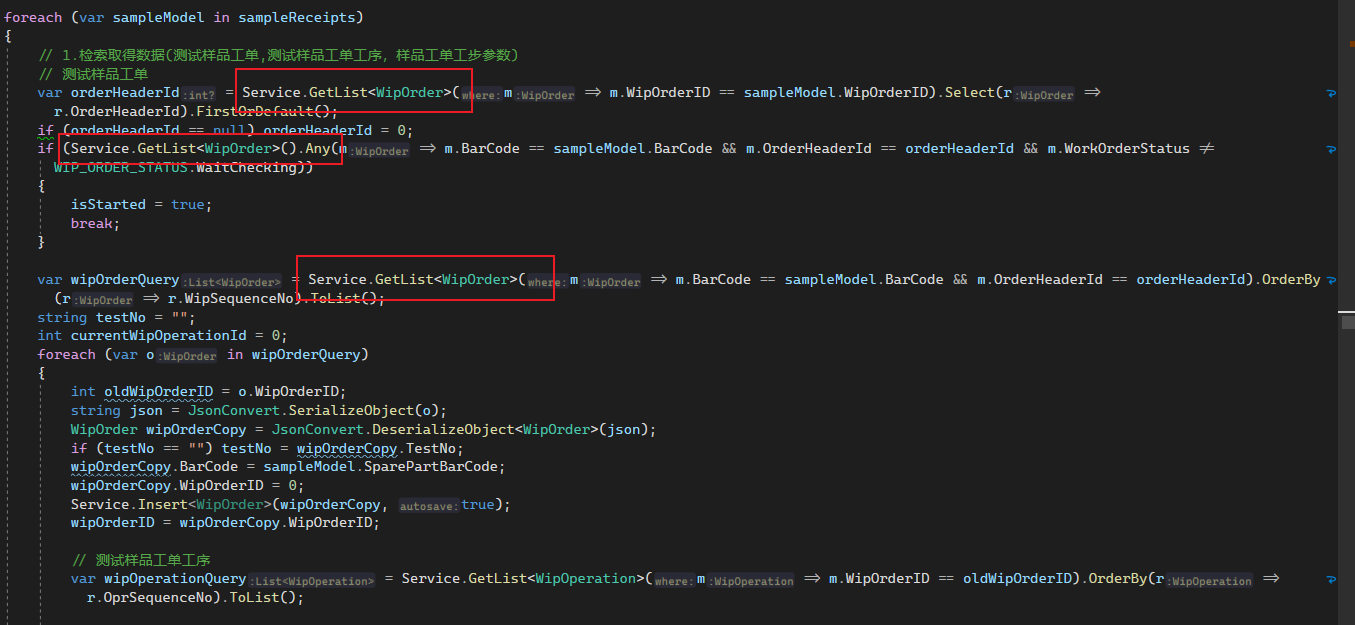 foreach (var sampleModel in sampleReceipts)
{
// 1.检索取得数据(测试样品工单,测试样品工单工序, 样品工单工步参数)
// 测试样品工单
var orderHeaderId :int? = Service.GetList<WipOrder>( where: m :WipOrder => m.WipOrderID == sampleModel.WipOrderID).Select(r :WipOrder =>
r.OrderHeaderId).FirstOrDefault();
if (orderHeaderId == null) orderHeaderId = 0;
if (Service.GetList<WipOrder>().Any(m :WipOrder => m.BarCode == sampleModel.BarCode && m.OrderHeaderId == orderHeaderId && m.WorkOrderStatus !=
WIP_ORDER_STATUS.WaitChecking))
{
isStarted = true;
break;
}
var wipOrderQuery :List<WipOrder> = Service.GetList<WipOrder>( where: m :WipOrder => m.BarCode == sampleModel.BarCode && m.OrderHeaderId == orderHeaderId).OrderBy
(r :WipOrder => r.WipSequenceNo).ToList();
string testNo = "";
int currentWipOperationId = 0;
foreach (var o :WipOrder in wipOrderQuery)
{
int oldWipOrderID = o.WipOrderID;
string json = JsonConvert.SerializeObject(o);
WipOrder wipOrderCopy = JsonConvert.DeserializeObject<WipOrder>(json);
if (testNo == "") testNo = wipOrderCopy.TestNo;
wipOrderCopy.BarCode = sampleModel.SparePartBarCode;
wipOrderCopy.WipOrderID = 0;
Service.Insert<WipOrder>(wipOrderCopy, autosave: true);
wipOrderID = wipOrderCopy.WipOrderID;
// 测试样品工单工序
var wipOperationQuery :List<WipOperation> = Service.GetList<WipOperation>( where: m :WipOperation => m.WipOrderID == oldWipOrderID).OrderBy(r :WipOperation =>
r.OprSequenceNo).ToList();